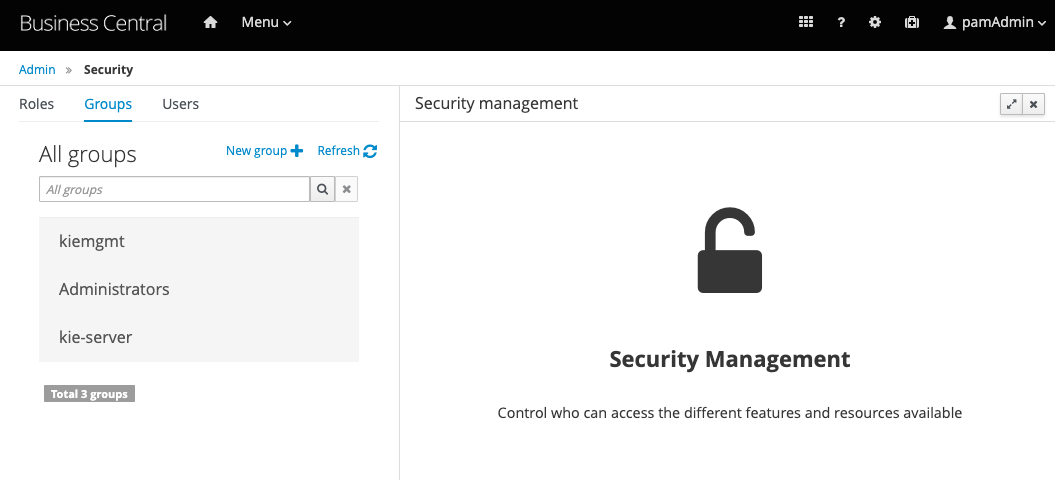 Business Central Menu ? pamAdmin
Admin » Security
Roles Groups Users
Security management
All groups New group Refresh
All groups
kiemgmt
Administrators
kie-server
Total 3 groups
Security Management
Control who can access the different features and resources available